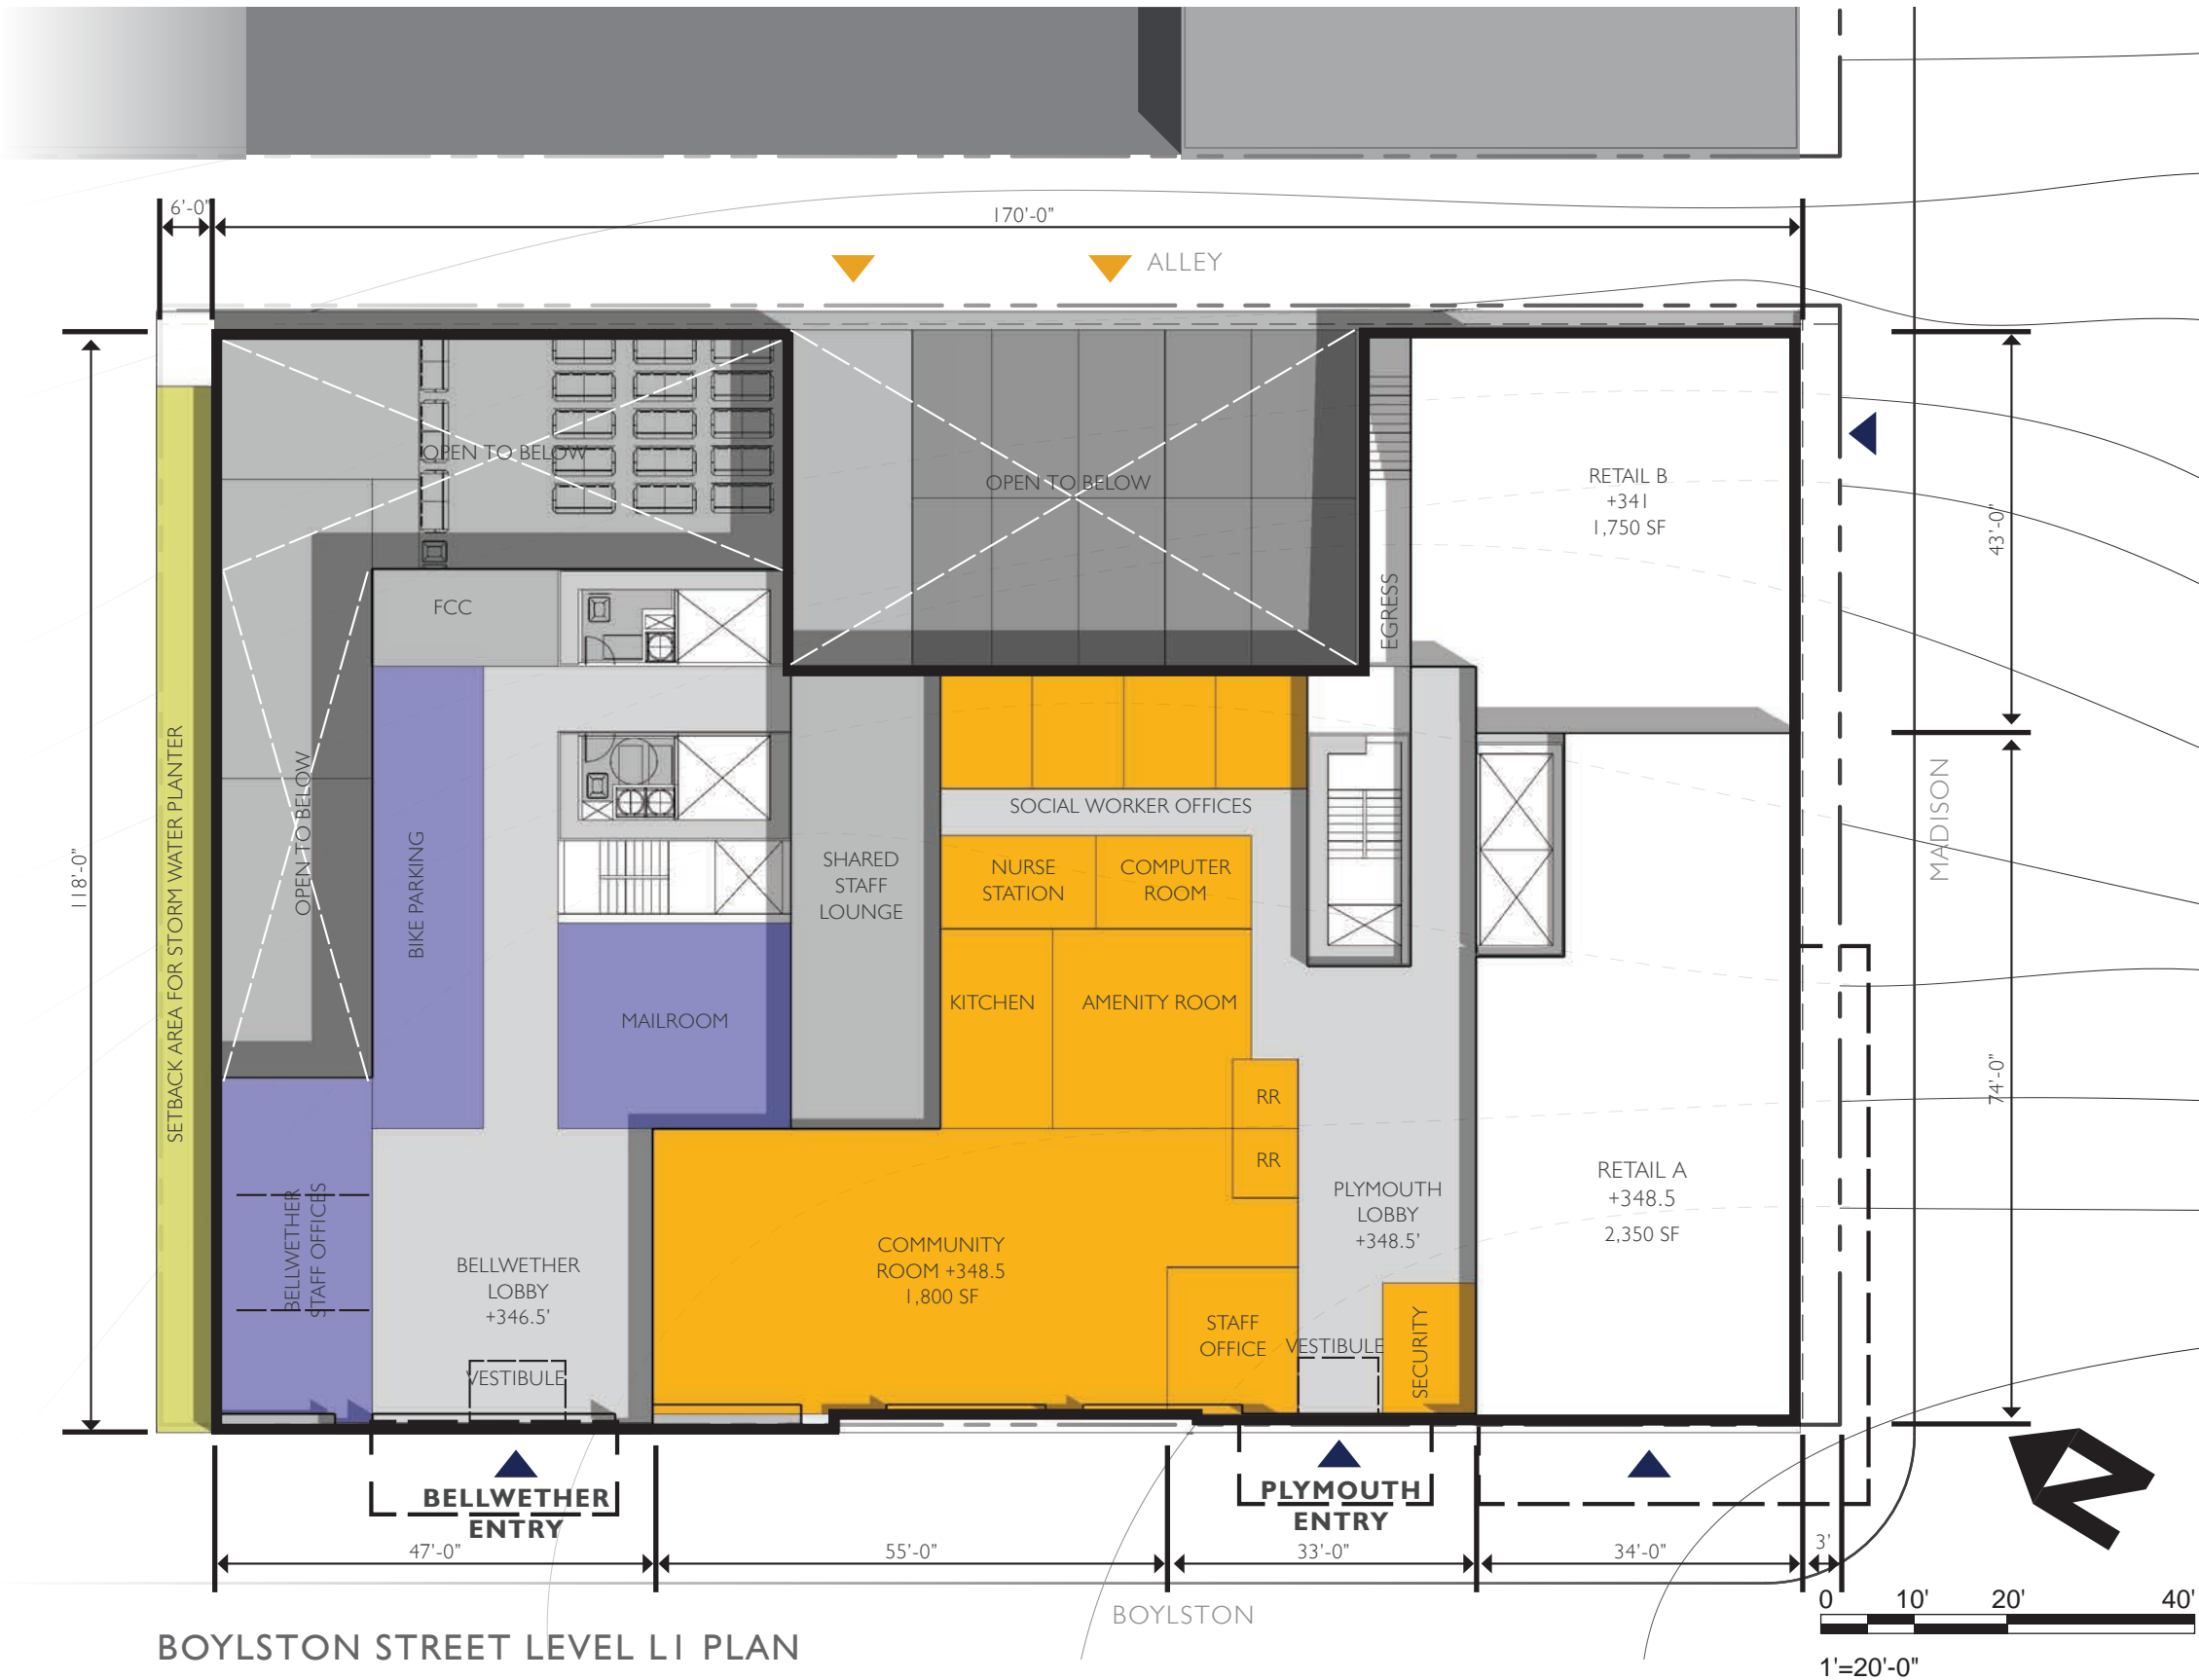 6'-0"
170'-0"
ALLEY
OPEN TO BELOW
OPEN TO BELOW
RETAIL B
+341
1,750 SF
43'-0"
FCC
EGRESS
SETBACK AREA FOR STORM WATER PLANTER
118'-0"
OPEN TO BELOW
BIKE PARKING
SHARED
STAFF
LOUNGE
SOCIAL WORKER OFFICES
NURSE
STATION
COMPUTER
ROOM
MADISON
MAILROOM
KITCHEN
AMENITY ROOM
RR
RR
74'-0"
BELLWETHER
STAFF OFFICES
BELLWETHER
LOBBY
+346.5'
VESTIBULE
COMMUNITY
ROOM +348.5
1,800 SF
STAFF
OFFICE
PLYMOUTH
LOBBY
+348.5'
VESTIBULE
SECURITY
RETAIL A
+348.5
2,350 SF
BELLWETHER
ENTRY
PLYMOUTH
ENTRY
47'-0"
55'-0"
33'-0"
34'-0"
3'
BOYLSTON
0 10' 20' 40'
1'=20'-0"
BOYLSTON STREET LEVEL L1 PLAN